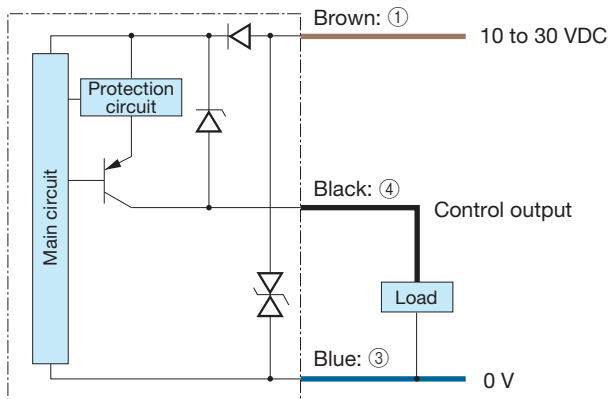 Brown: ①
10 to 30 VDC
Protection
circuit
Main circuit
Black: ④
Control output
Load
Blue: ③
0 V